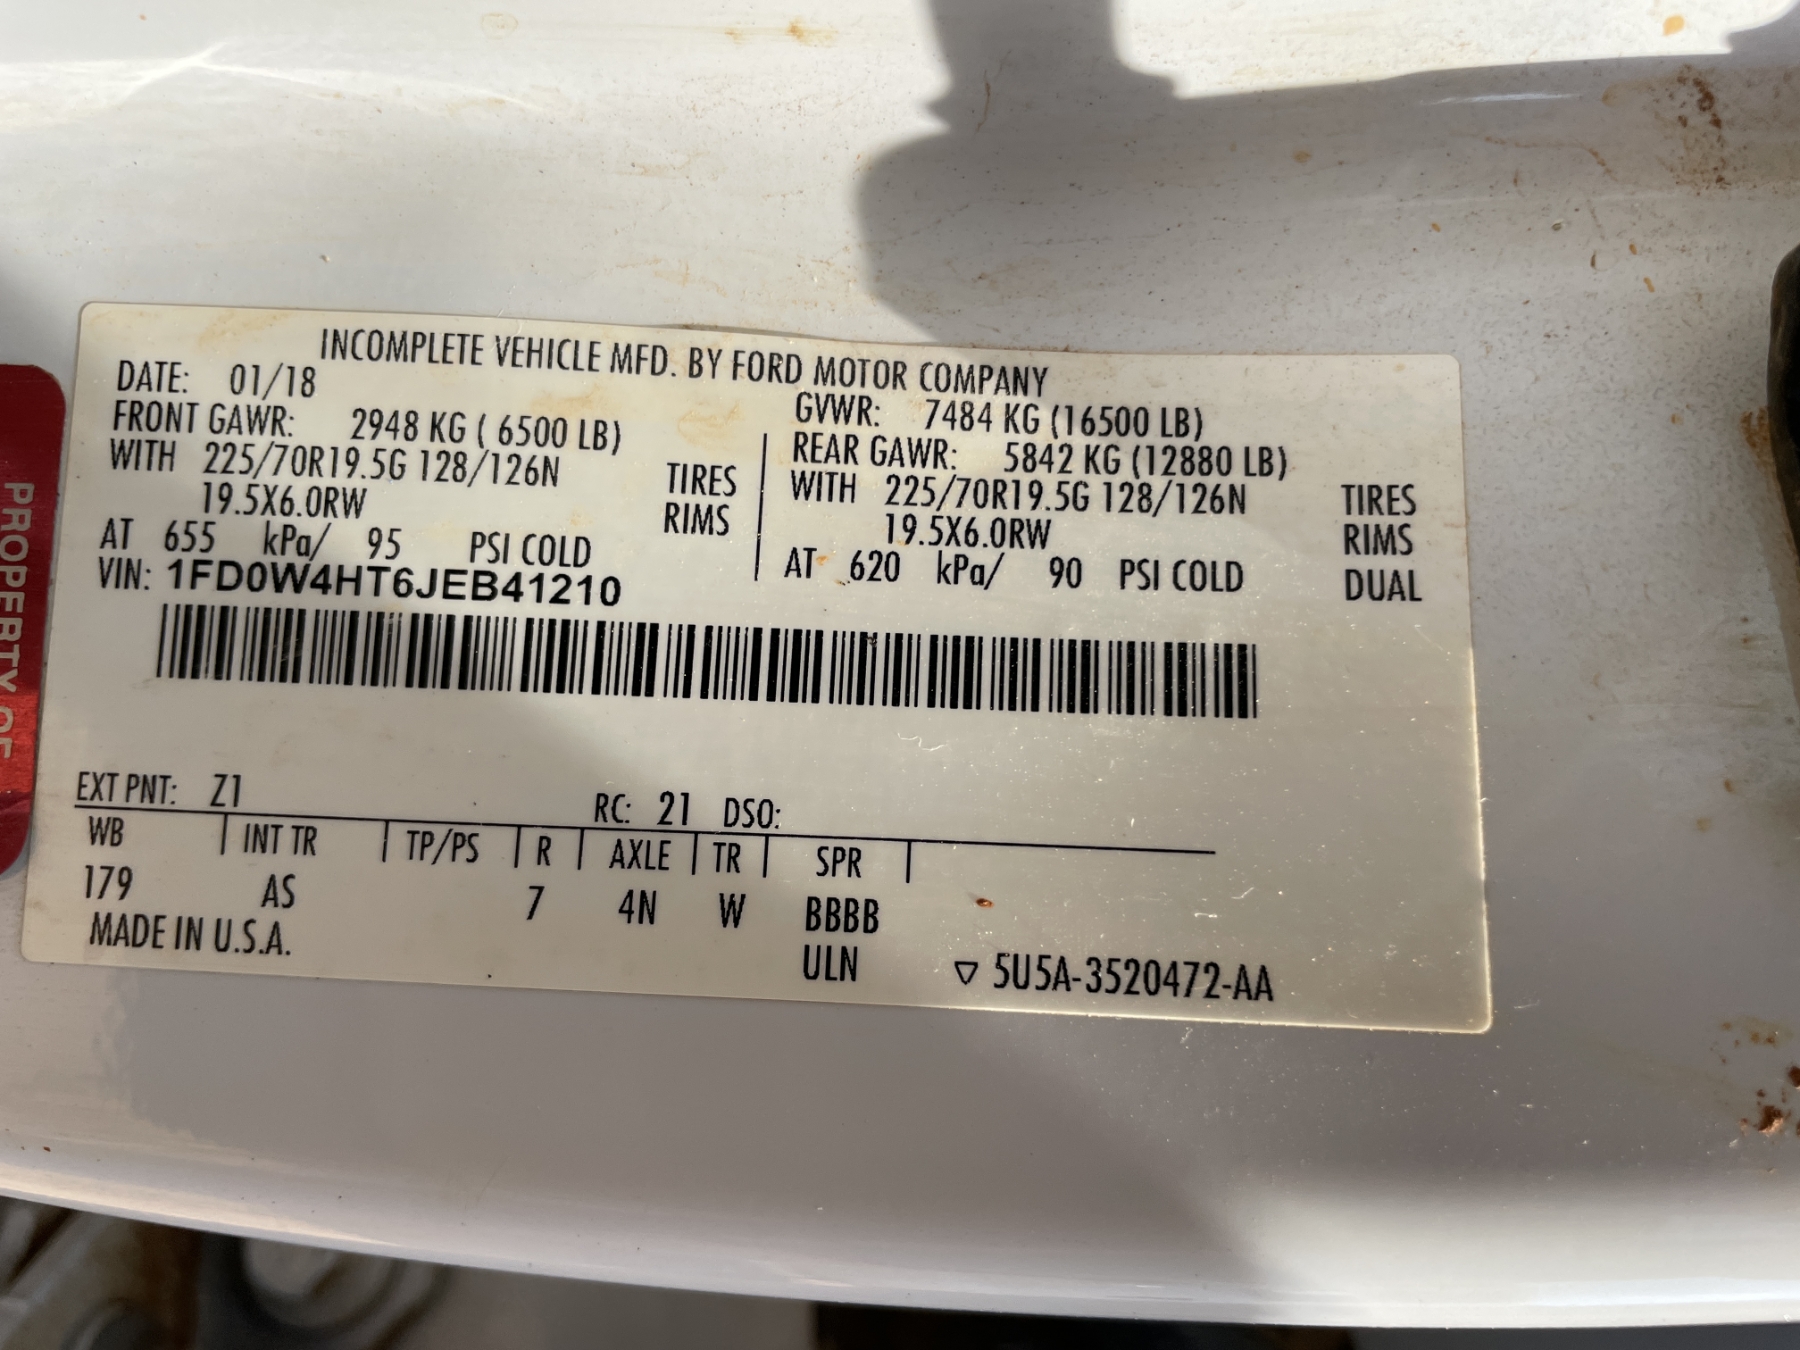 INCOMPLETE VEHICLE MFD. BY FORD MOTOR COMPANY
DATE: 01/18 GVWR: 7484 KG (16500 LB)
FRONT GAWR: 2948 KG ( 6500 LB) REAR GAWR: 5842 KG (12880 LB)
WITH 225/70R19.5G 128/126N TIRES WITH 225/70R19.5G 128/126N TIRES
19.5X6.0RW RIMS 19.5X6.0RW RIMS
AT 655 kPa/ 95 PSI COLD AT 620 kPa/ 90 PSI COLD DUAL
VIN: 1FD0W4HT6JEB41210
EXT PNT: Z1 RC: 21 DSO:
WB INT TR TP/PS R AXLE TR SPR
179 AS 7 4N W BBBB
MADE IN U.S.A. ULN ▽ 5U5A-3520472-AA
PROPERTY OF